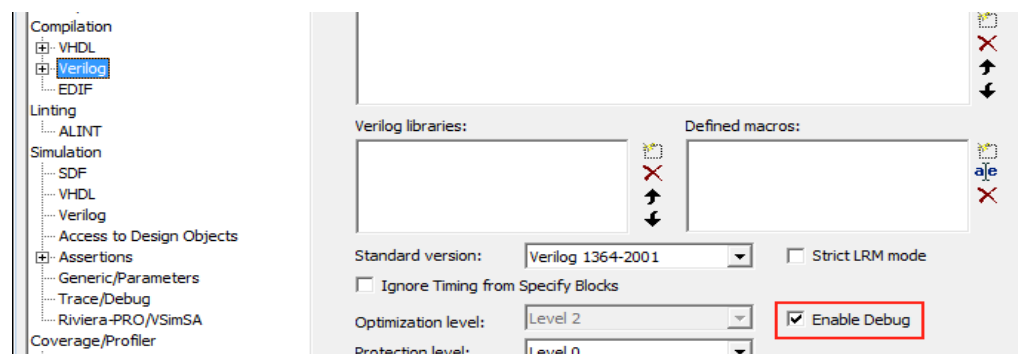 Compilation
VHDL
Verilog
EDIF
Linting
ALINT
Simulation
SDF
VHDL
Verilog
Access to Design Objects
Assertions
Generic/Parameters
Trace/Debug
Riviera-PRO/VSimSA
Coverage/Profiler
Verilog libraries:
Defined macros:
Standard version: Verilog 1364-2001 Strict LRM mode
Ignore Timing from Specify Blocks
Optimization level: Level 2 Enable Debug
Protection level: Level 0